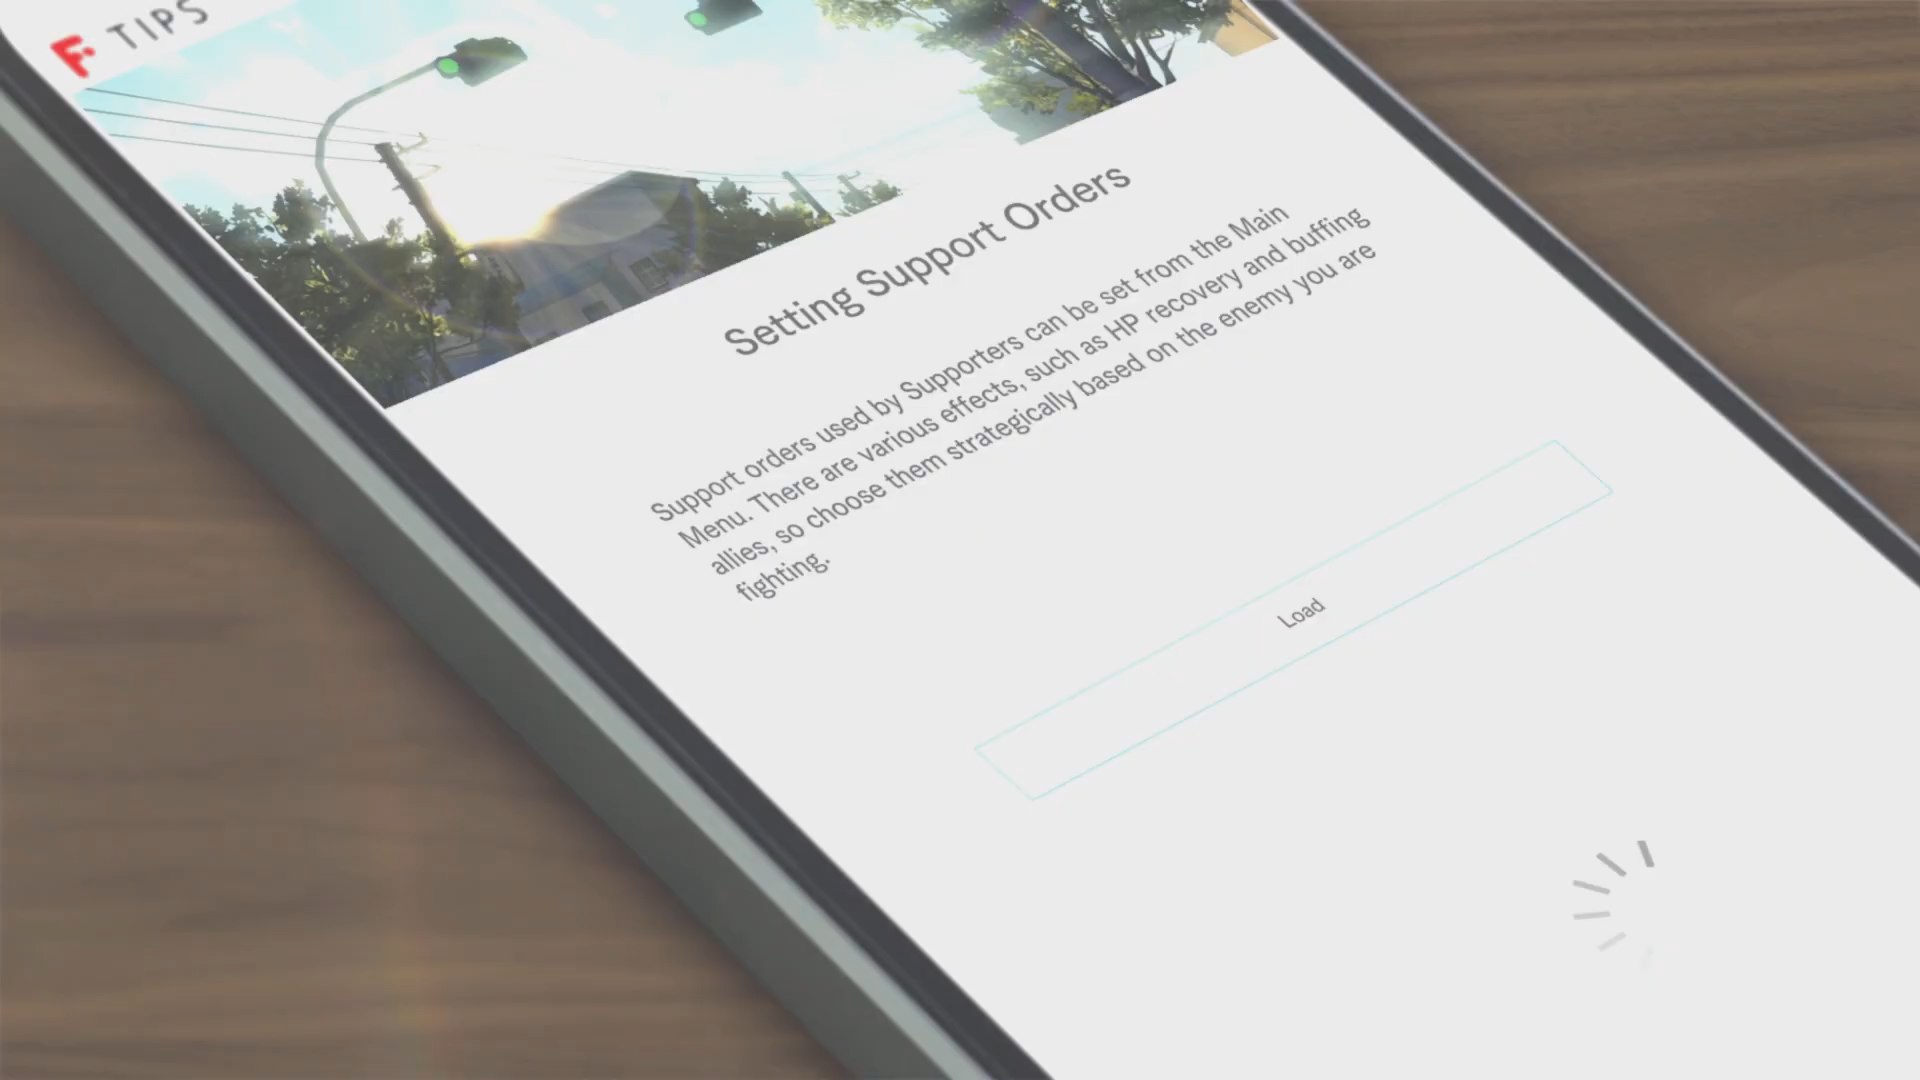 TIPS
Setting Support Orders
Support orders used by Supporters can be set from the Main
Menu. There are various effects, such as HP recovery and buffing
allies, so choose them strategically based on the enemy you are
fighting.
Load